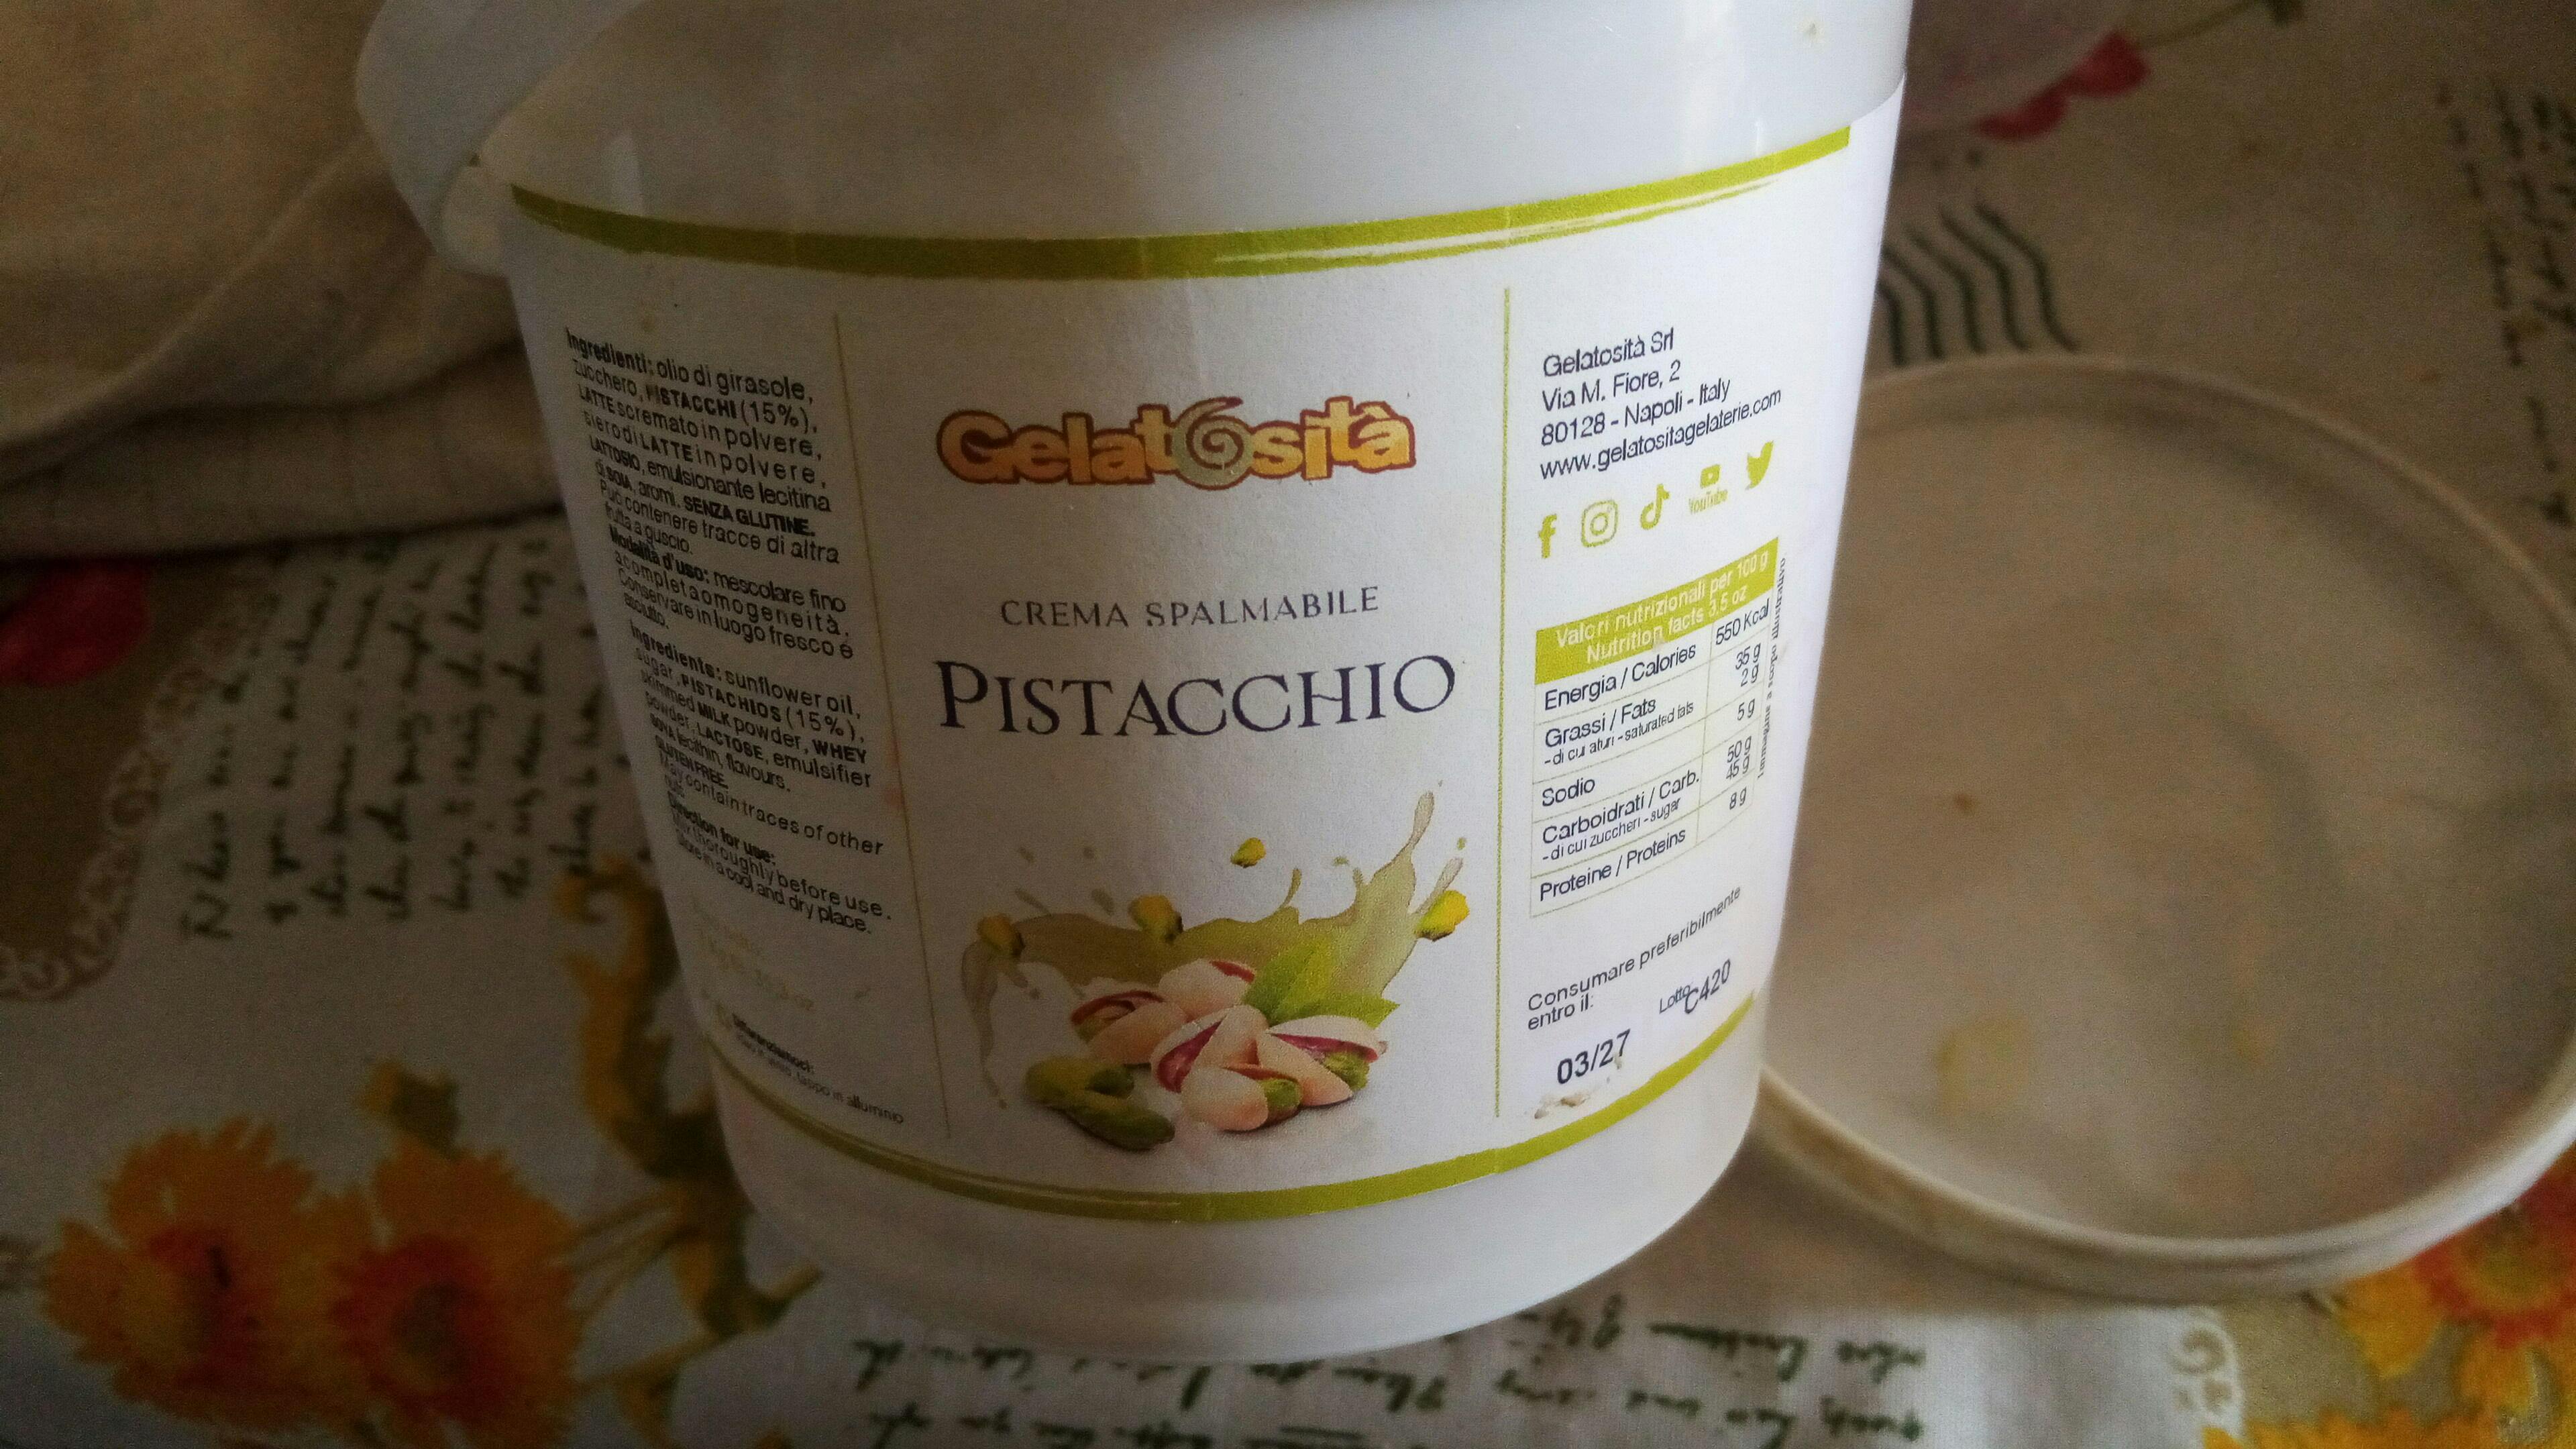 Ingredienti: olio di girasole,
zucchero, PISTACCHI (15%),
LATTE scremato in polvere,
siero di LATTE in polvere,
LATTOSIO, emulsionante lecitina
di SOIA, aromi. SENZA GLUTINE.
Può contenere tracce di altra
frutta a guscio.
Modalità d'uso: mescolare fino
a completa omogeneità.
Conservare in luogo fresco e
asciutto.
Ingredients: sunflower oil,
sugar, PISTACHIOS (15%),
skimmed MILK powder, WHEY
powder, LACTOSE, emulsifier
SOYA lecithin, flavours.
GLUTEN FREE.
May contain traces of other
nuts.
Direction for use:
Mix thoroughly before use.
Store in a cool and dry place.
tappo in alluminio
Gelatosità
CREMA SPALMABILE
PISTACCHIO
Gelatosità Srl
Via M. Fiore, 2
80128 - Napoli - Italy
www.gelatositagelaterie.com
YouTube
Valori nutrizionali per 100 g
Nutrition facts 3,5 oz
Energia / Calories 550 Kcal
Grassi / Fats 35 g
- di cui saturi - saturated fats 2 g
Sodio 5 g
Carboidrati / Carb. 50 g
- di cui zuccheri - sugar 45 g
Proteine / Proteins 8 g
Immagine a scopo illustrativo
Consumare preferibilmente
entro il:
Lotto C420
03/27